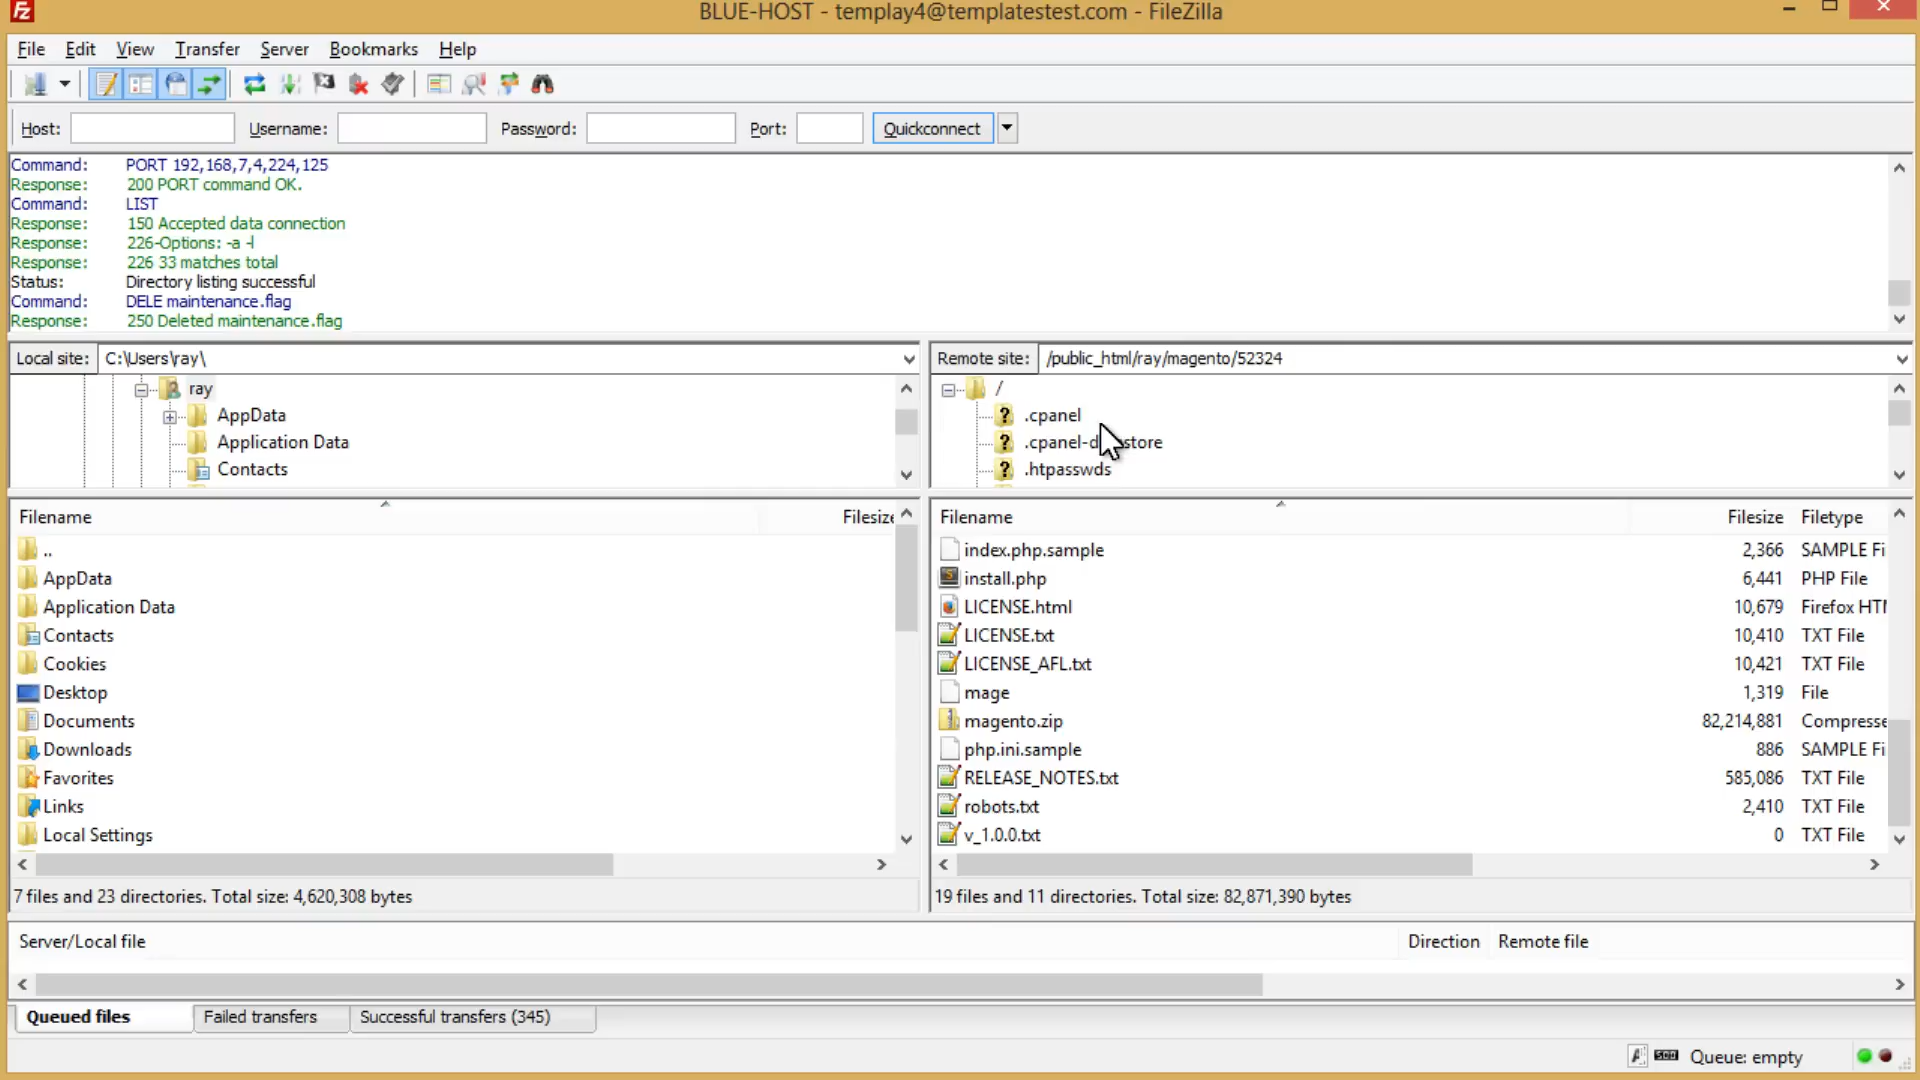 BLUE-HOST - templay4@templatestest.com - FileZilla
File Edit View Transfer Server Bookmarks Help
Host: Username: Password: Port: Quickconnect
Command: PORT 192,168,7,4,224,125
Response: 200 PORT command OK.
Command: LIST
Response: 150 Accepted data connection
Response: 226-Options: -a -l
Response: 226 33 matches total
Status: Directory listing successful
Command: DELE maintenance.flag
Response: 250 Deleted maintenance.flag
Local site: C:\Users\ray\
ray
AppData
Application Data
Contacts
Remote site: /public_html/ray/magento/52324
/
.cpanel
.htpasswds
Filename Filesize
..
AppData
Application Data
Contacts
Cookies
Desktop
Documents
Downloads
Favorites
Links
Local Settings
7 files and 23 directories. Total size: 4,620,308 bytes
Filename Filesize Filetype
index.php.sample 2,366 SAMPLE Fi
install.php 6,441 PHP File
LICENSE.html 10,679 Firefox HTM
LICENSE.txt 10,410 TXT File
LICENSE_AFL.txt 10,421 TXT File
mage 1,319 File
magento.zip 82,214,881 Compresse
php.ini.sample 886 SAMPLE Fi
RELEASE_NOTES.txt 585,086 TXT File
robots.txt 2,410 TXT File
v_1.0.0.txt 0 TXT File
19 files and 11 directories. Total size: 82,871,390 bytes
Server/Local file Direction Remote file
Queued files Failed transfers Successful transfers (345)
Queue: empty